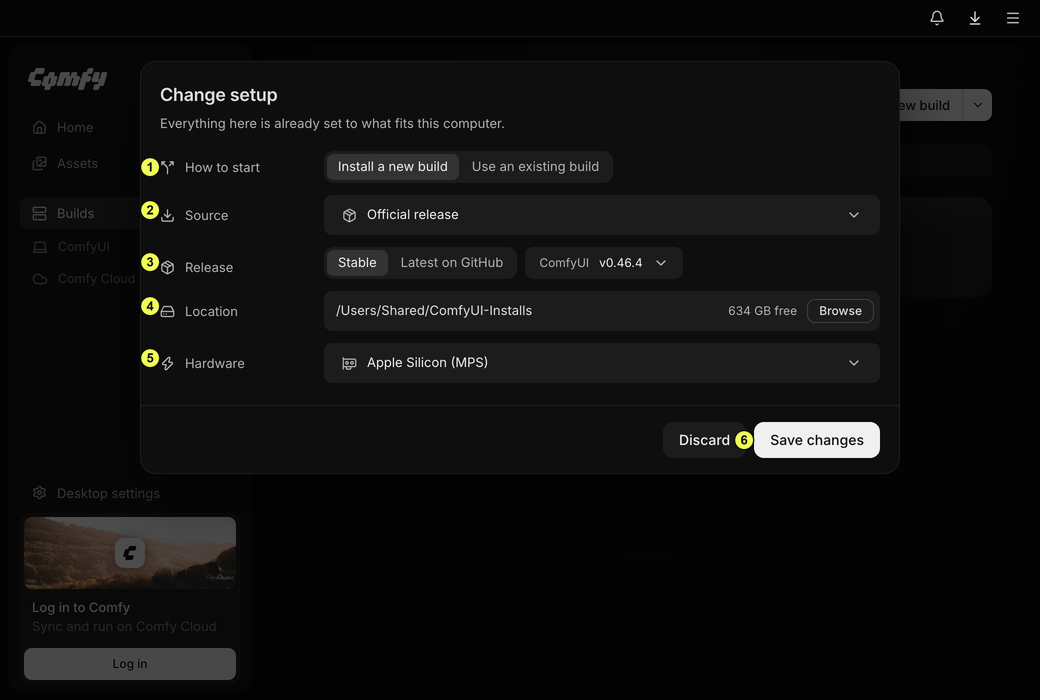 Comfy
Home
Assets
Builds
ComfyUI
Comfy Cloud
ew build
Change setup
Everything here is already set to what fits this computer.
1 How to start Install a new build Use an existing build
2 Source Official release
3 Release Stable Latest on GitHub ComfyUI v0.46.4
4 Location /Users/Shared/ComfyUI-Installs 634 GB free Browse
5 Hardware Apple Silicon (MPS)
Discard 6 Save changes
Desktop settings
Log in to Comfy
Sync and run on Comfy Cloud
Log in